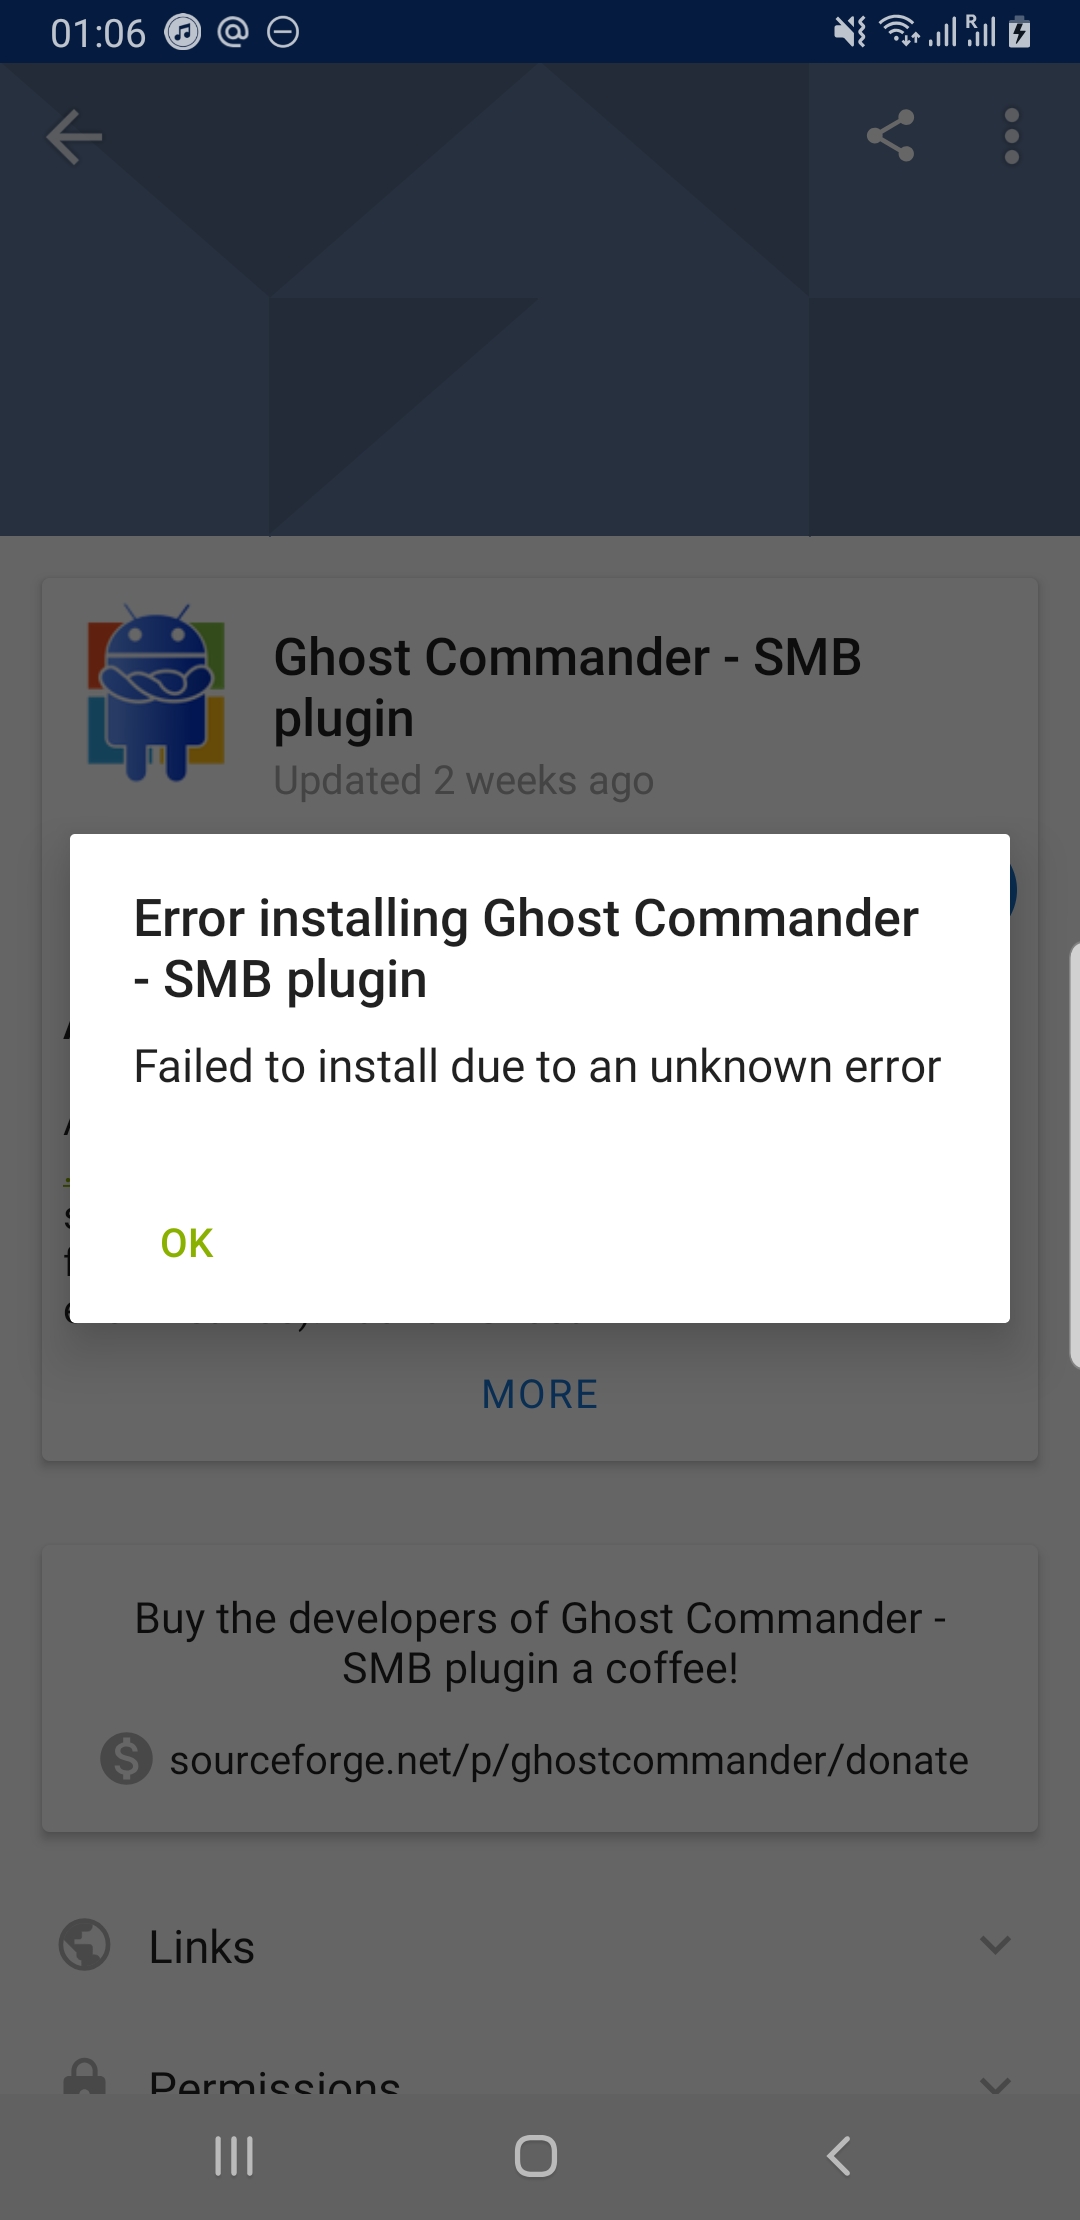 01:06
R
Ghost Commander - SMB
plugin
Updated 2 weeks ago
Error installing Ghost Commander
- SMB plugin
Failed to install due to an unknown error
OK
MORE
Buy the developers of Ghost Commander -
SMB plugin a coffee!
$ sourceforge.net/p/ghostcommander/donate
Links
Permissions